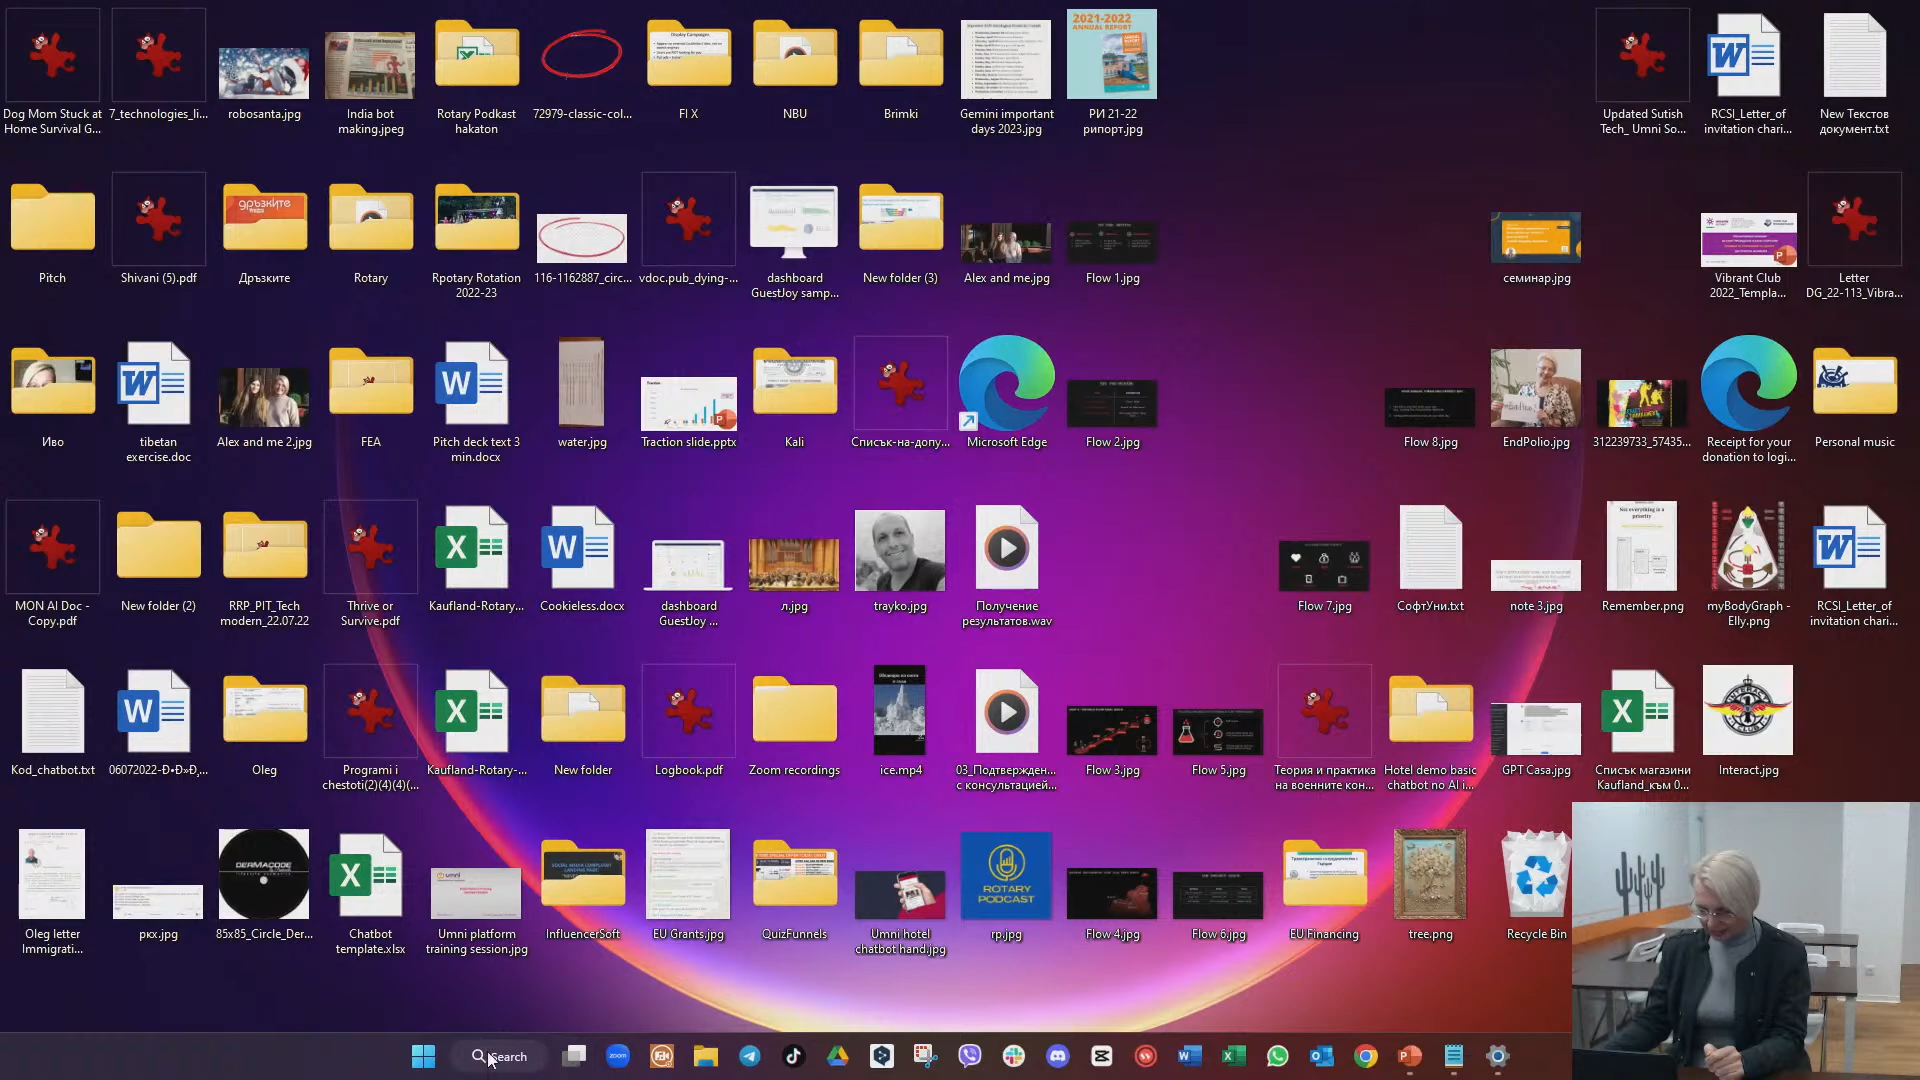 Dog Mom Stuck at
Home Survival G...
7_technologies_li...
robosanta.jpg
India bot
making.jpeg
Rotary Podkast
hakaton
72979-classic-col...
Display Campaigns
FI X
NBU
Brimki
Gemini important
days 2023.jpg
2021-2022
ANNUAL REPORT
РИ 21-22
рипорт.jpg
Updated Sutish
Tech_ Umni So...
RCSI_Letter_of
invitation chari...
New Текстов
документ.txt
Pitch
Shivani (5).pdf
дръзките
Дръзките
Rotary
Rpotary Rotation
2022-23
116-1162887_circ...
vdoc.pub_dying-...
dashboard
GuestJoy samp...
New folder (3)
Alex and me.jpg
Flow 1.jpg
семинар.jpg
Vibrant Club
2022_Templa...
Letter
DG_22-113_Vibra...
Иво
tibetan
exercise.doc
Alex and me 2.jpg
FEA
Pitch deck text 3
min.docx
water.jpg
Traction
Traction slide.pptx
Kali
Списък-на-допу...
Microsoft Edge
Flow 2.jpg
Flow 8.jpg
EndPolio.jpg
312239733_57435...
Receipt for your
donation to logi...
Personal music
MON AI Doc -
Copy.pdf
New folder (2)
RRP_PIT_Tech
modern_22.07.22
Thrive or
Survive.pdf
Kaufland-Rotary...
Cookieless.docx
dashboard
GuestJoy ...
л.jpg
trayko.jpg
Получение
результатов.wav
Flow 7.jpg
СофтУни.txt
note 3.jpg
Not everything is a
priority
Remember.png
myBodyGraph -
Elly.png
RCSI_Letter_of
invitation chari...
Kod_chatbot.txt
06072022-Ð•Ð»Ð¸...
Oleg
Programi i
chestoti(2)(4)(4)(...
Kaufland-Rotary-...
New folder
Logbook.pdf
Zoom recordings
ice.mp4
03_Подтвержден...
с консультацией...
Flow 3.jpg
Flow 5.jpg
Теория и практика
на военните кон...
Hotel demo basic
chatbot no AI i...
GPT Casa.jpg
Списък магазини
Kaufland_към 0...
Interact.jpg
Oleg letter
Immigrati...
ркх.jpg
DERMACODE
85x85_Circle_Der...
Chatbot
template.xlsx
umni
Umni platform
training session.jpg
InfluencerSoft
EU Grants.jpg
QuizFunnels
Umni hotel
chatbot hand.jpg
ROTARY
PODCAST
rp.jpg
Flow 4.jpg
Flow 6.jpg
EU Financing
tree.png
Recycle Bin
Search
zoom